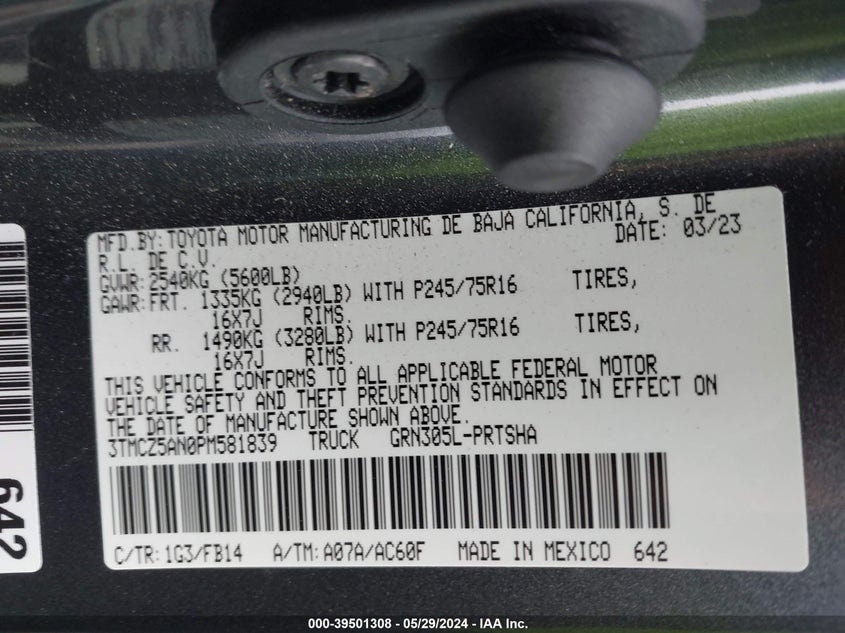 MFD.BY:TOYOTA MOTOR MANUFACTURING DE BAJA CALIFORNIA, S. DE
R.L. DE C.V. DATE: 03/23
GVWR:2540KG (5600LB)
GAWR:FRT. 1335KG (2940LB) WITH P245/75R16 TIRES,
16X7J RIMS.
RR. 1490KG (3280LB) WITH P245/75R16 TIRES,
16X7J RIMS.
THIS VEHICLE CONFORMS TO ALL APPLICABLE FEDERAL MOTOR
VEHICLE SAFETY AND THEFT PREVENTION STANDARDS IN EFFECT ON
THE DATE OF MANUFACTURE SHOWN ABOVE.
3TMCZ5AN0PM581839 TRUCK GRN305L-PRTSHA
C/TR:1G3/FB14 A/TM:A07A/AC60F MADE IN MEXICO 642
642
000-39501308 - 05/29/2024 - IAA Inc.